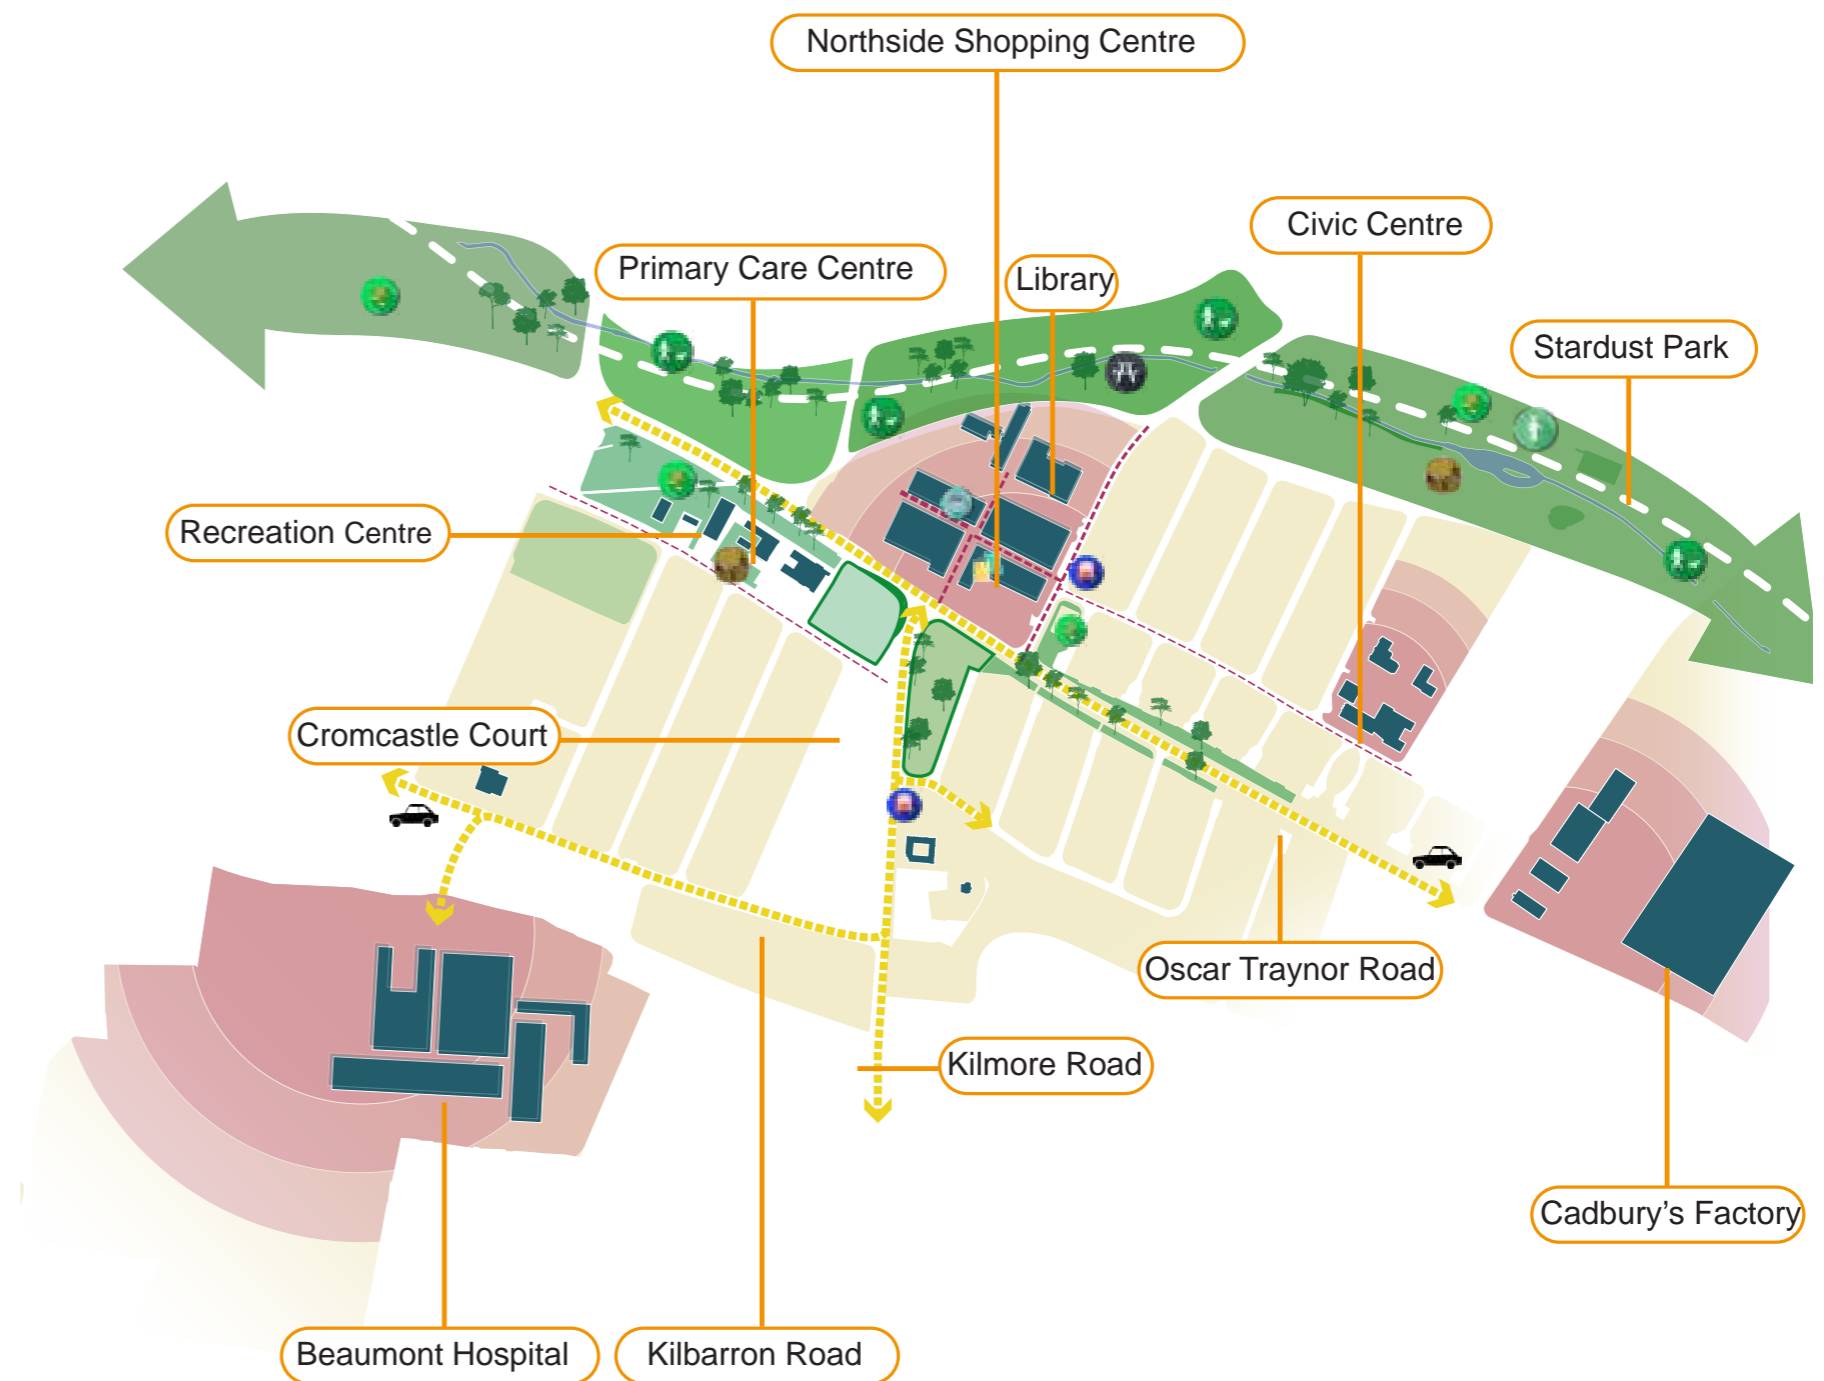 Northside Shopping Centre
Civic Centre
Primary Care Centre
Library
Stardust Park
Recreation Centre
Cromcastle Court
Oscar Traynor Road
Kilmore Road
Cadbury’s Factory
Beaumont Hospital
Kilbarron Road